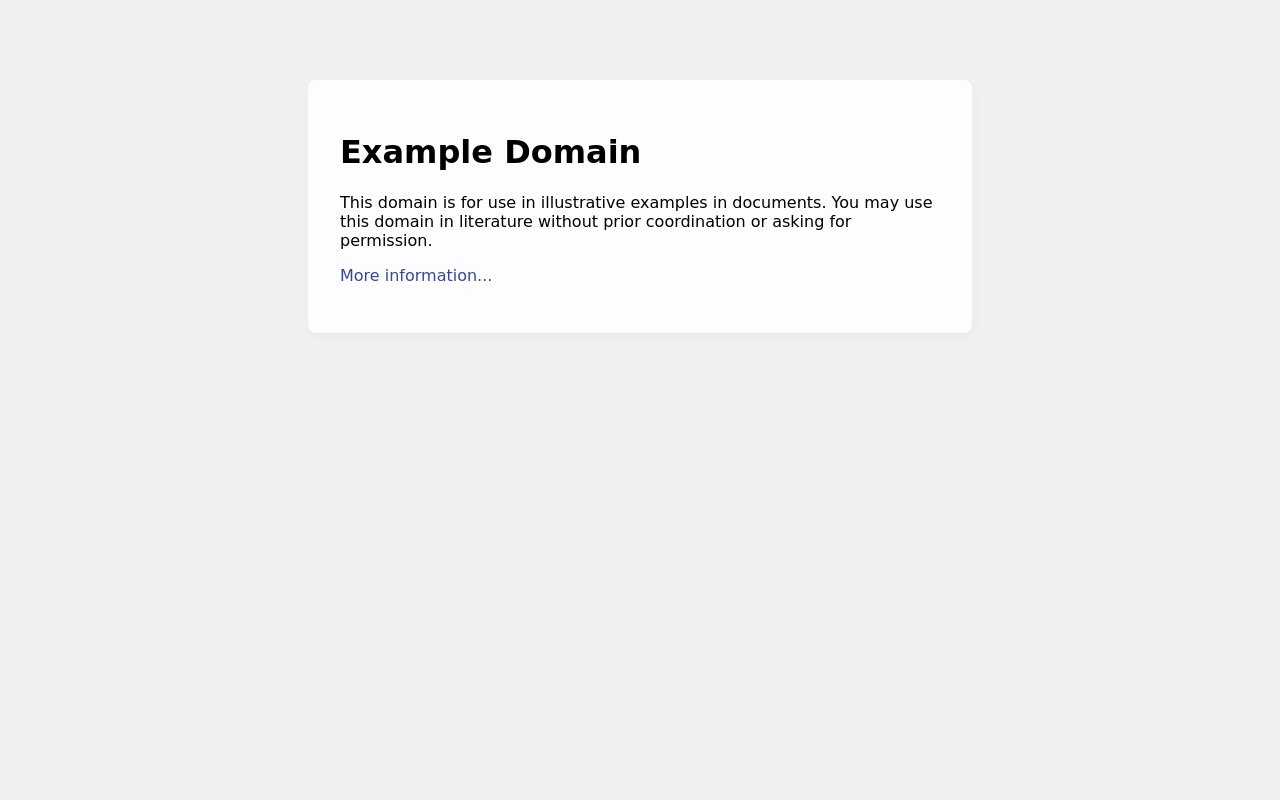 Example Domain
This domain is for use in illustrative examples in documents. You may use
this domain in literature without prior coordination or asking for
permission.
More information...